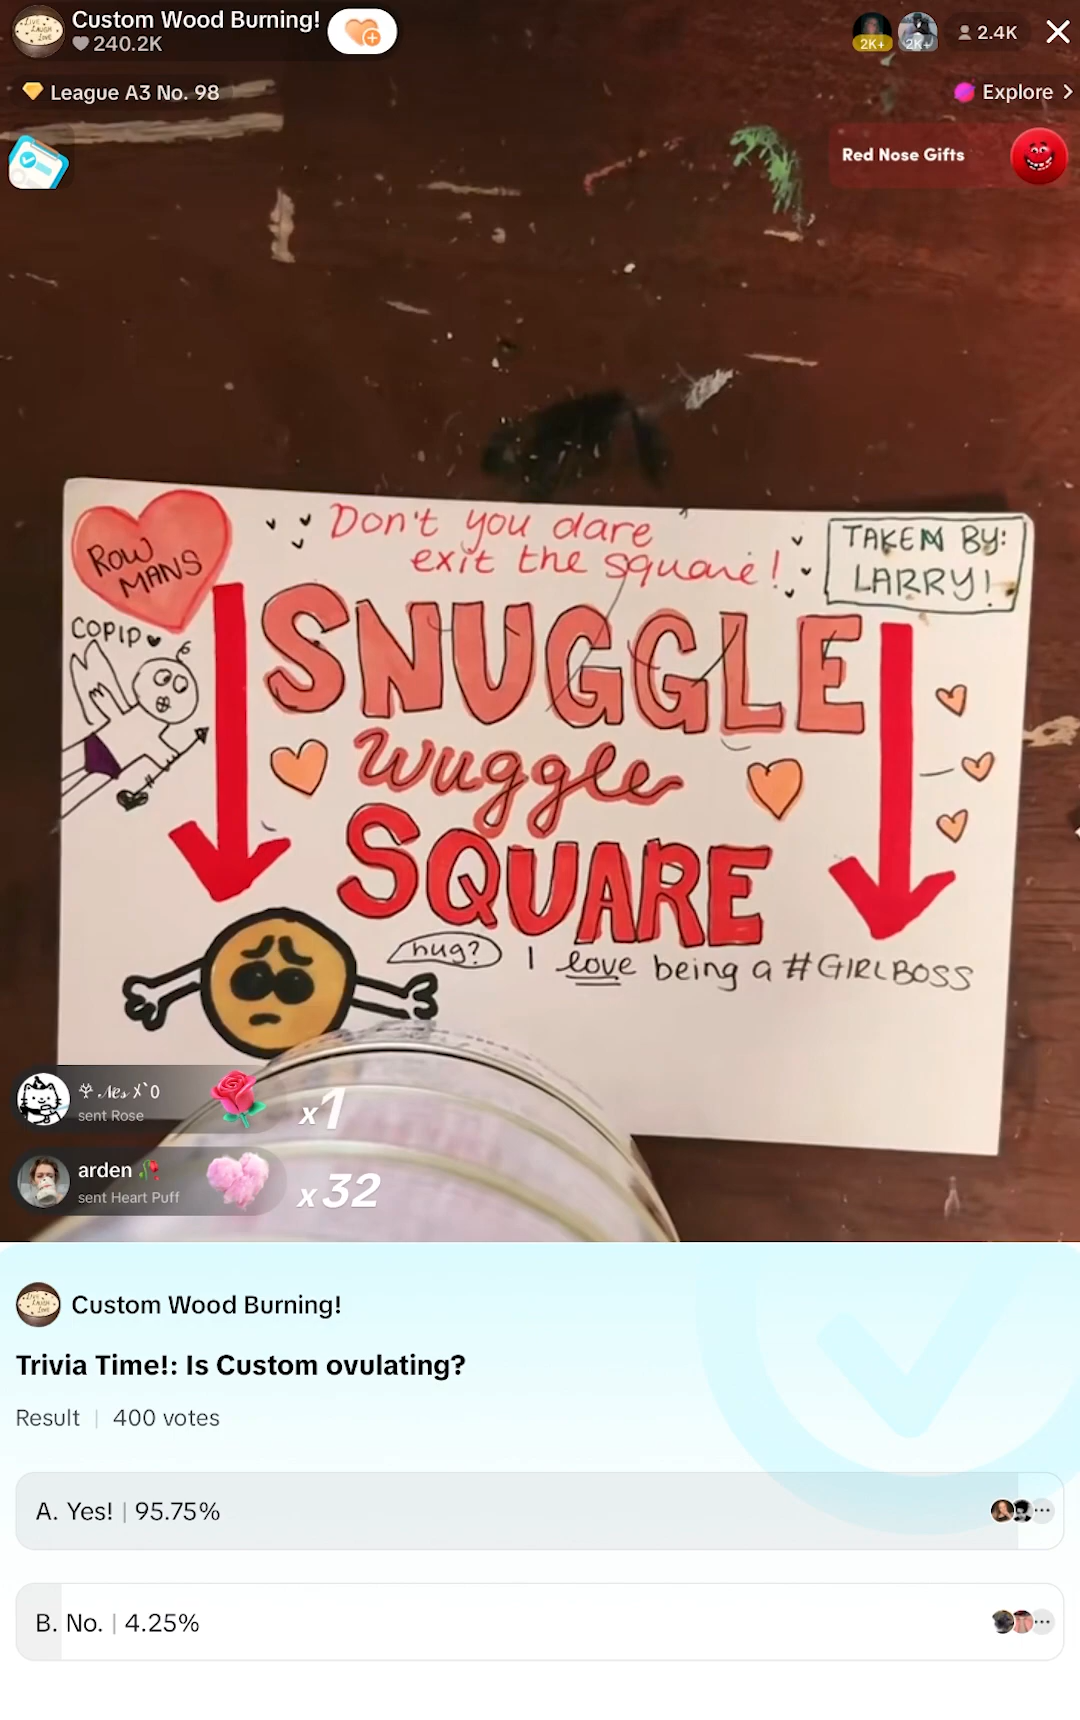 Custom Wood Burning!
240.2K
2K+
2K+
2.4K
League A3 No. 98
Explore
Red Nose Gifts
ROW
MANS
Don't you dare
exit the square!
TAKEN BY:
LARRY!
COPID
SNUGGLE
wuggle
SQUARE
hug?
I love being a #GIRLBOSS
sent Rose
x1
arden
sent Heart Puff
x32
Custom Wood Burning!
Trivia Time!: Is Custom ovulating?
Result | 400 votes
A. Yes! | 95.75%
B. No. | 4.25%